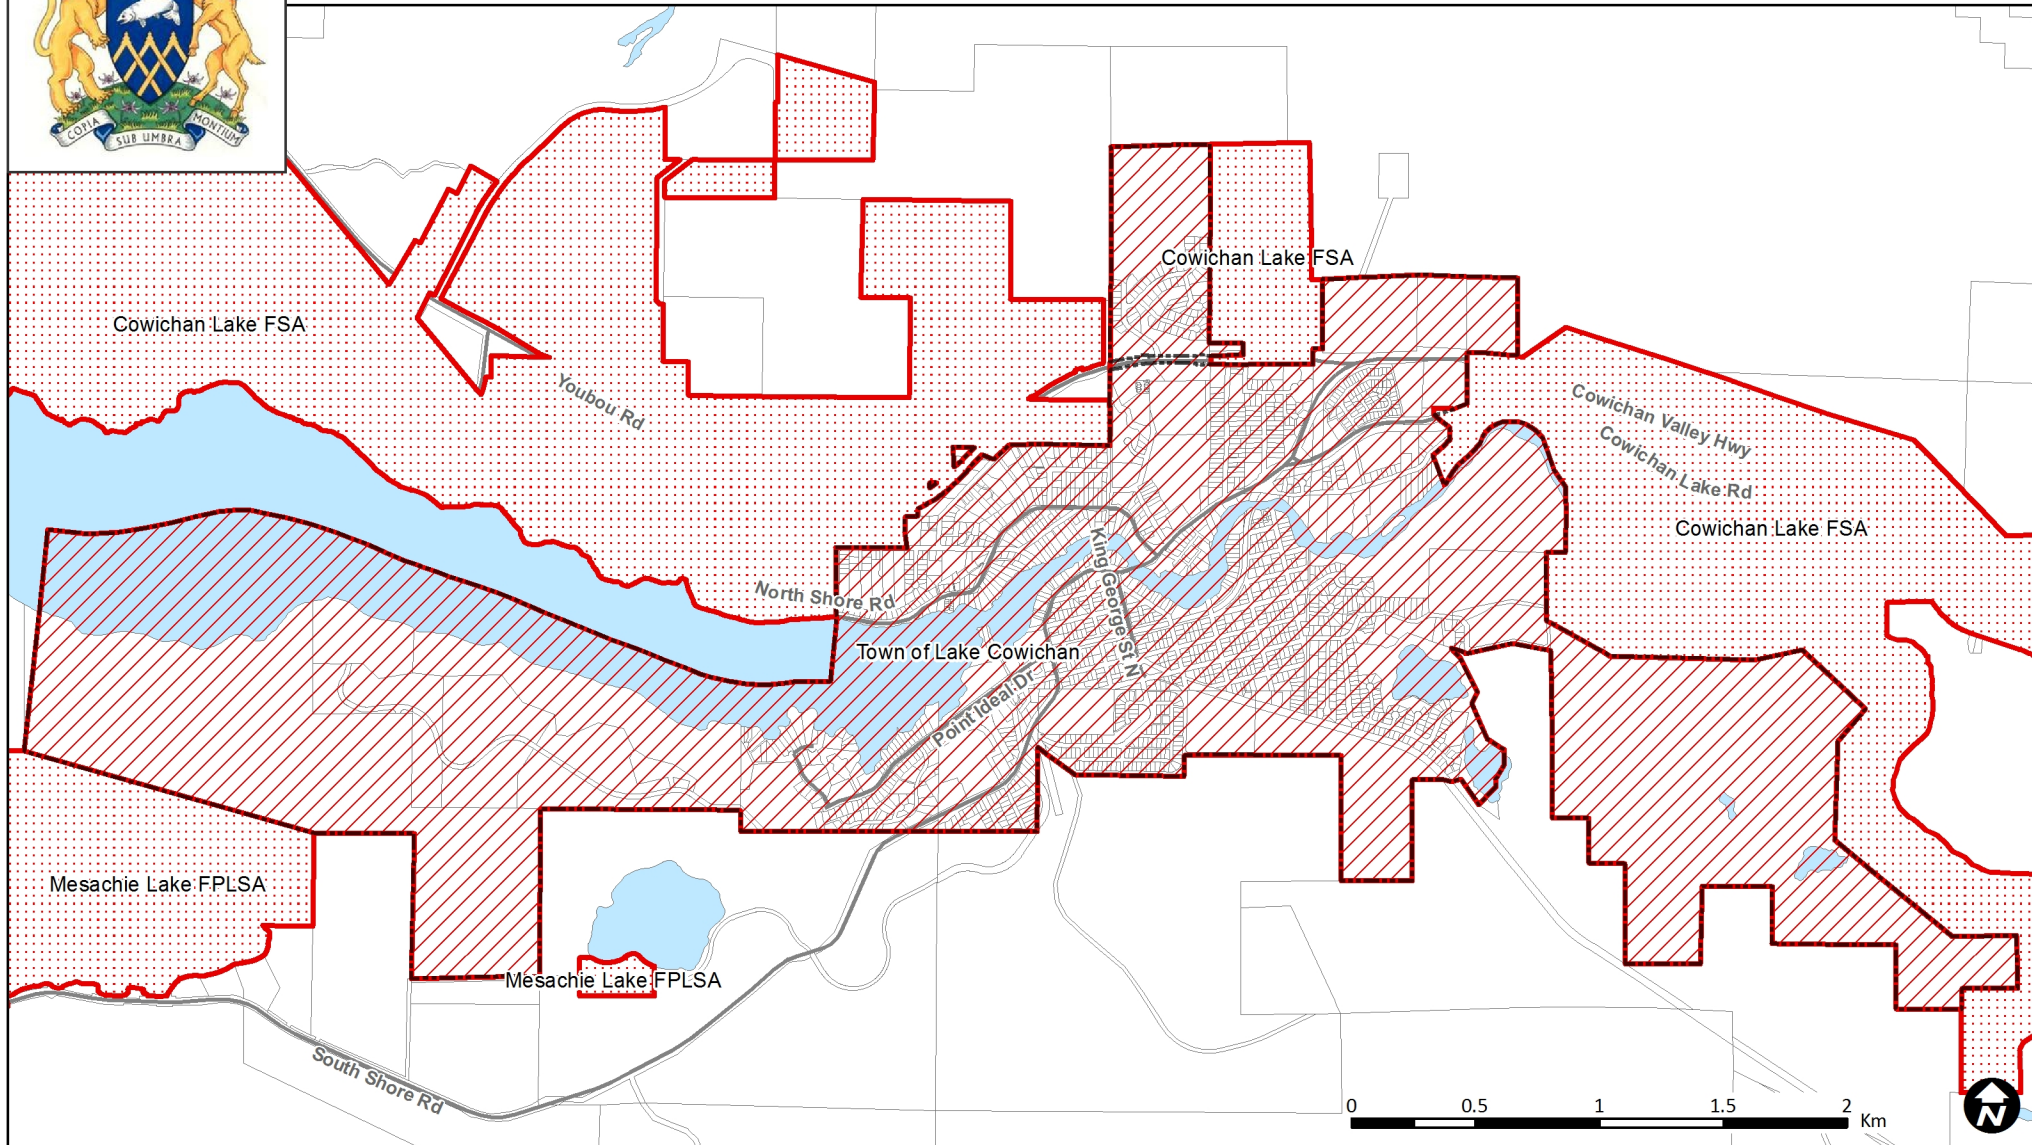 COPIA
SUB UMBRA
MONTIUM
Cowichan Lake FSA
Cowichan Lake FSA
Youbou Rd
Cowichan Valley Hwy
Cowichan Lake Rd
Cowichan Lake FSA
King George St N
North Shore Rd
Town of Lake Cowichan
Point Ideal Dr
Mesachie Lake FPLSA
Mesachie Lake FPLSA
South Shore Rd
0 0.5 1 1.5 2 Km
N